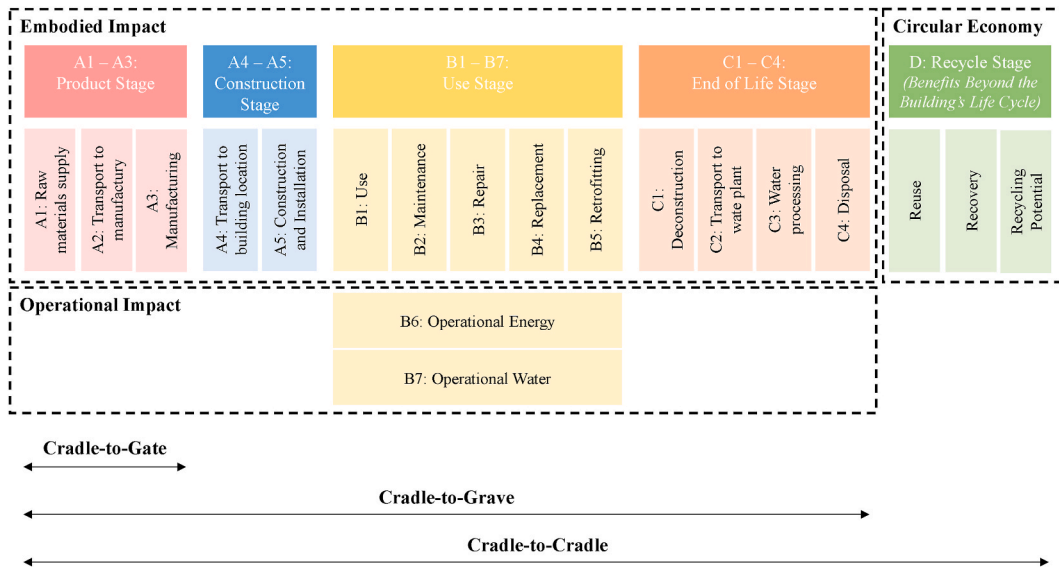 Embodied Impact
Circular Economy
A1 – A3:
Product Stage
A4 – A5:
Construction
Stage
B1 – B7:
Use Stage
C1 – C4:
End of Life Stage
D: Recycle Stage
(Benefits Beyond the
Building's Life Cycle)
A1: Raw
materials supply
A2: Transport to
manufactury
A3:
Manufacturing
A4: Transport to
building location
A5: Construction
and Installation
B1: Use
B2: Maintenance
B3: Repair
B4: Replacement
B5: Retrofitting
C1:
Deconstruction
C2: Transport to
wate plant
C3: Water
processing
C4: Disposal
Reuse
Recovery
Recycling
Potential
Operational Impact
B6: Operational Energy
B7: Operational Water
Cradle-to-Gate
Cradle-to-Grave
Cradle-to-Cradle